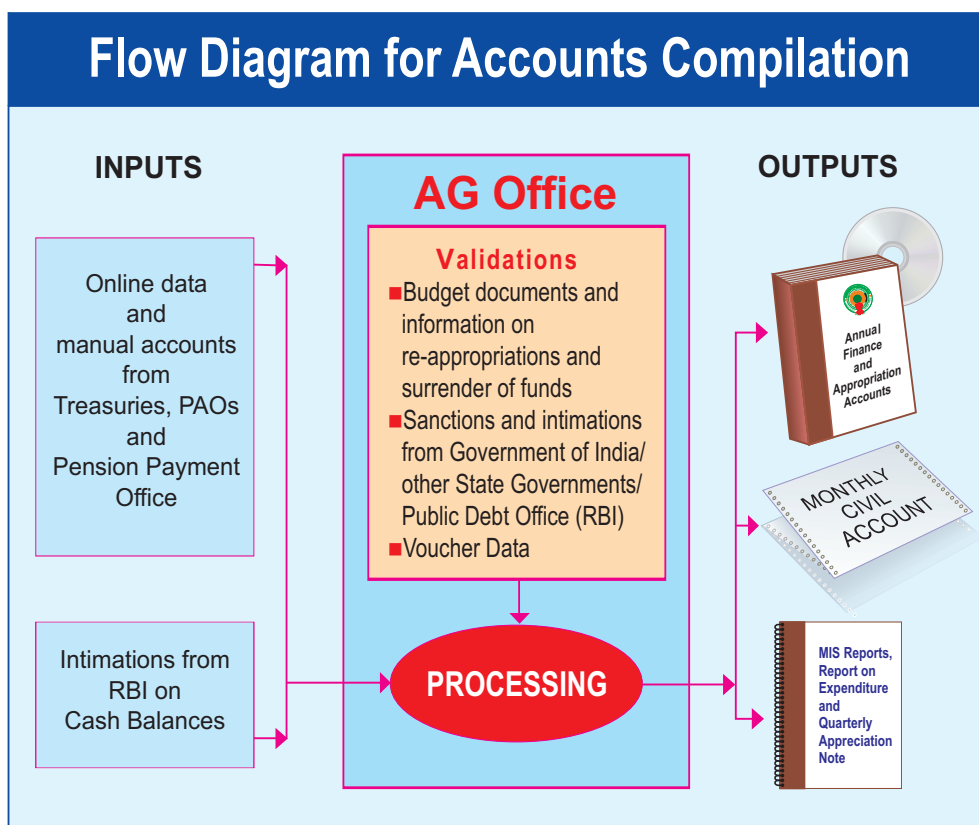 Flow Diagram for Accounts Compilation
INPUTS
Online data
and
manual accounts
from
Treasuries, PAOs
and
Pension Payment
Office
Intimations from
RBI on
Cash Balances
AG Office
Validations
■Budget documents and
information on
re-appropriations and
surrender of funds
■Sanctions and intimations
from Government of India/
other State Governments/
Public Debt Office (RBI)
■Voucher Data
PROCESSING
OUTPUTS
Annual
Finance
and
Appropriation
Accounts
MONTHLY
CIVIL
ACCOUNT
MIS Reports,
Report on
Expenditure
and
Quarterly
Appreciation
Note